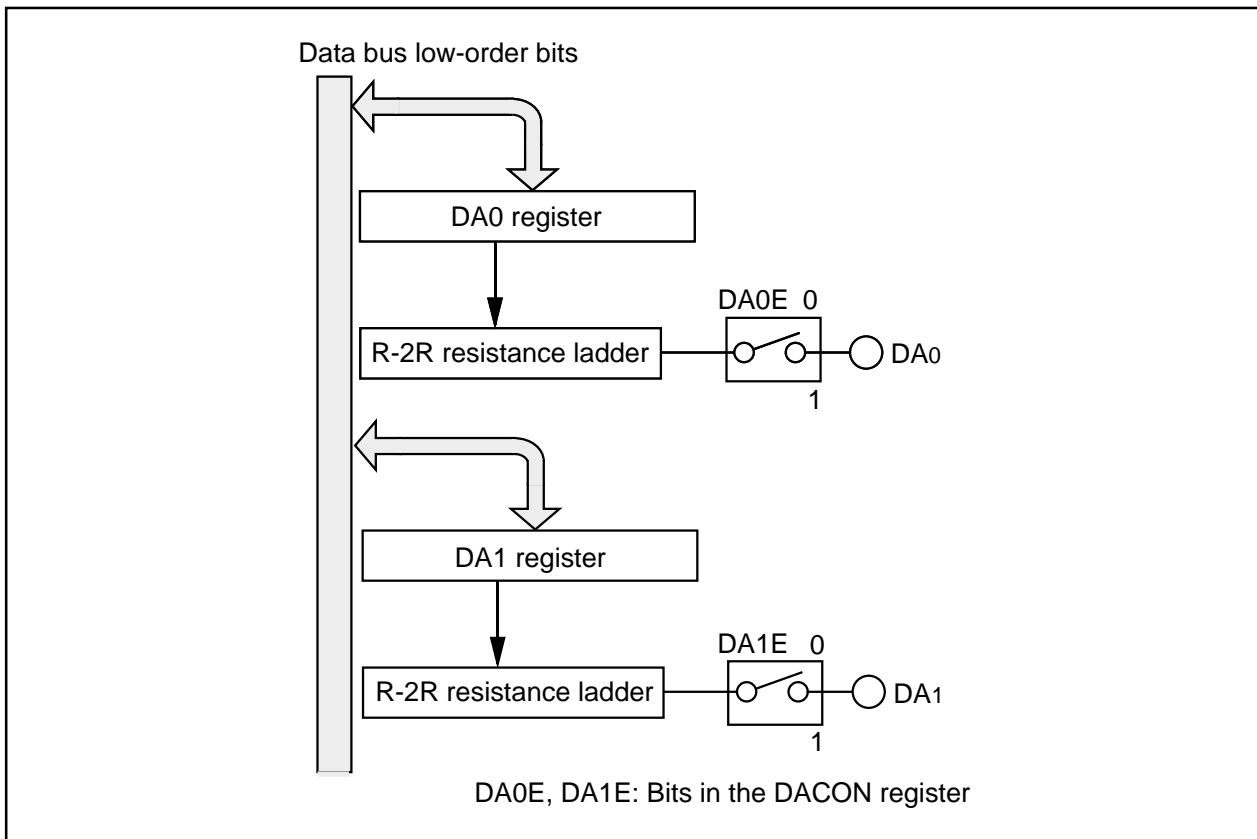 Data bus low-order bits
DA0 register
DA0E 0
R-2R resistance ladder
DA0
1
DA1 register
DA1E 0
R-2R resistance ladder
DA1
1
DA0E, DA1E: Bits in the DACON register